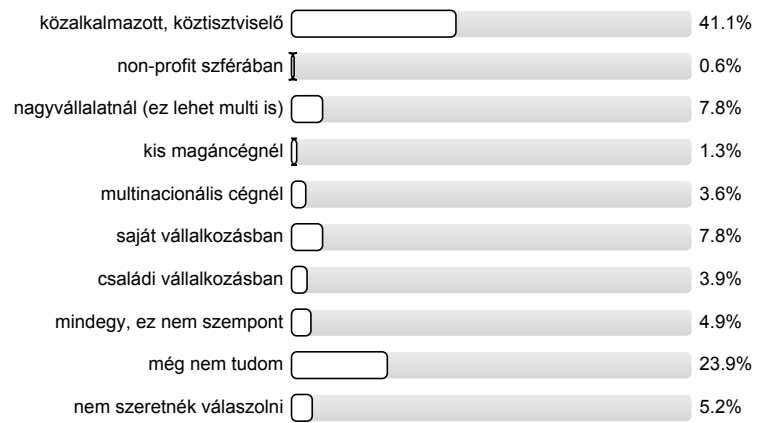 közalkalmazott, köztisztviselő 41.1%
non-profit szférában 0.6%
nagyvállalatnál (ez lehet multi is) 7.8%
kis magáncégnél 1.3%
multinacionális cégnél 3.6%
saját vállalkozásban 7.8%
családi vállalkozásban 3.9%
mindegy, ez nem szempont 4.9%
még nem tudom 23.9%
nem szeretnék válaszolni 5.2%